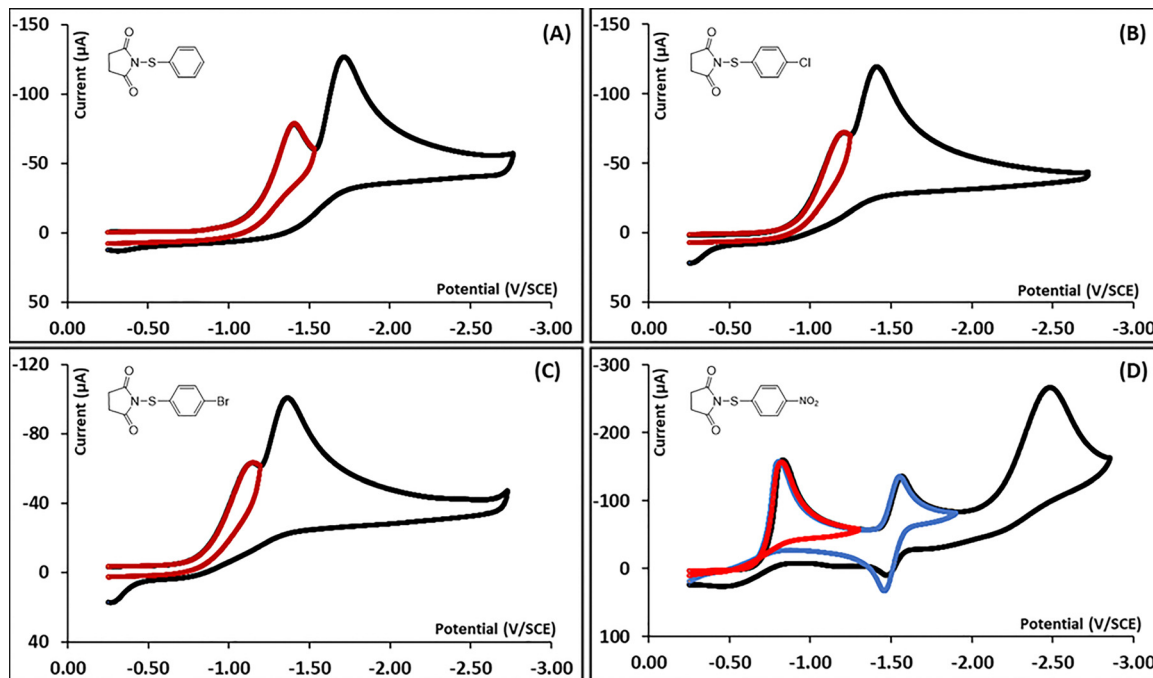 (A)
Current (µA)
-150
-100
-50
0
50
O
N-S
O
Potential (V/SCE)
0.00 -0.50 -1.00 -1.50 -2.00 -2.50 -3.00
(B)
Current (µA)
-150
-100
-50
0
50
O
N-S
Cl
O
Potential (V/SCE)
0.00 -0.50 -1.00 -1.50 -2.00 -2.50 -3.00
(C)
Current (µA)
-120
-80
-40
0
40
O
N-S
Br
O
Potential (V/SCE)
0.00 -0.50 -1.00 -1.50 -2.00 -2.50 -3.00
(D)
Current (µA)
-300
-200
-100
0
100
O
N-S
NO₂
O
Potential (V/SCE)
0.00 -0.50 -1.00 -1.50 -2.00 -2.50 -3.00